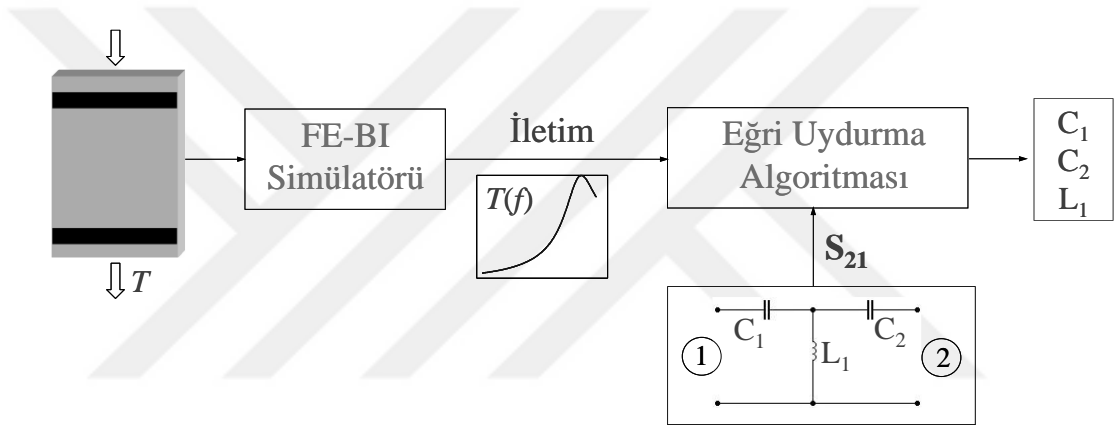 T
FE-BI
Simülatörü
İletim
T(f)
Eğri Uydurma
Algoritması
C₁
C₂
L₁
S₂₁
C₁
C₂
L₁
1
2